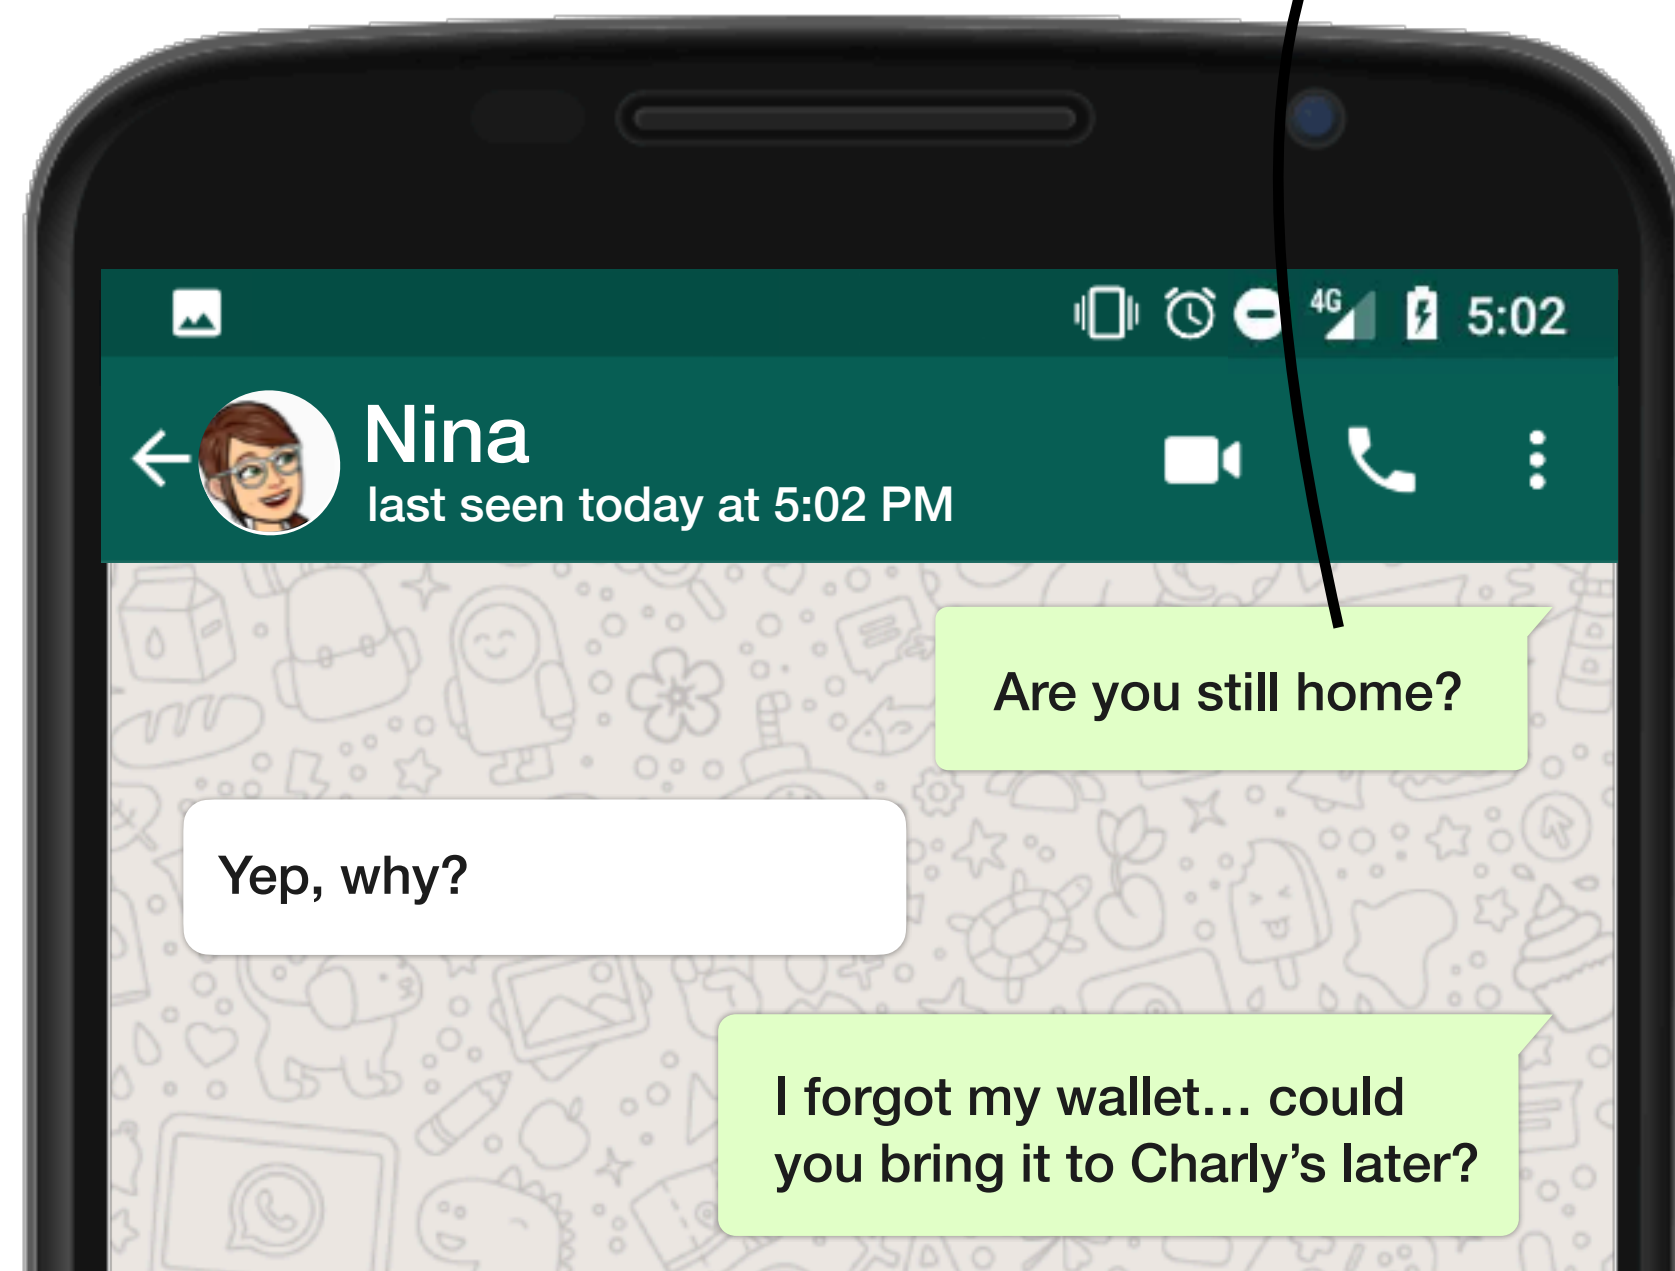 4G 5:02
Nina
last seen today at 5:02 PM
Are you still home?
Yep, why?
I forgot my wallet… could
you bring it to Charly’s later?